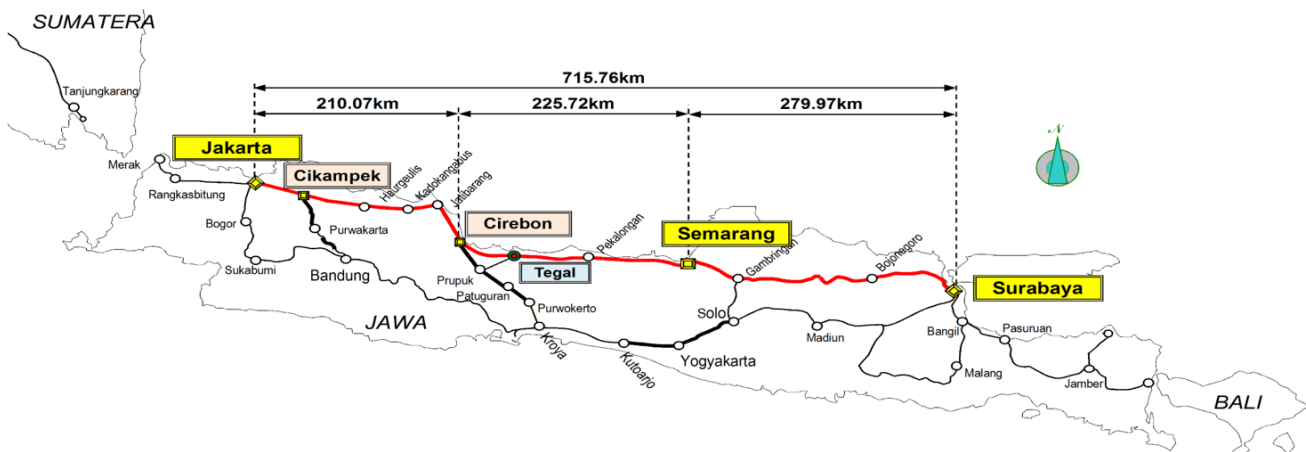 SUMATERA
Tanjungkarang
715.76km
210.07km
225.72km
279.97km
N
Merak
Jakarta
Cikampek
Haurgeulis
Kadokangabus
Jatibarang
Rangkasbitung
Bogor
Purwakarta
Cirebon
Pekalongan
Semarang
Gambringan
Bojonegoro
Sukabumi
Bandung
Prupuk
Tegal
Surabaya
Patuguran
Purwokerto
JAWA
Solo
Madiun
Bangil
Pasuruan
Kroya
Kutoarjo
Yogyakarta
Malang
Jamber
BALI